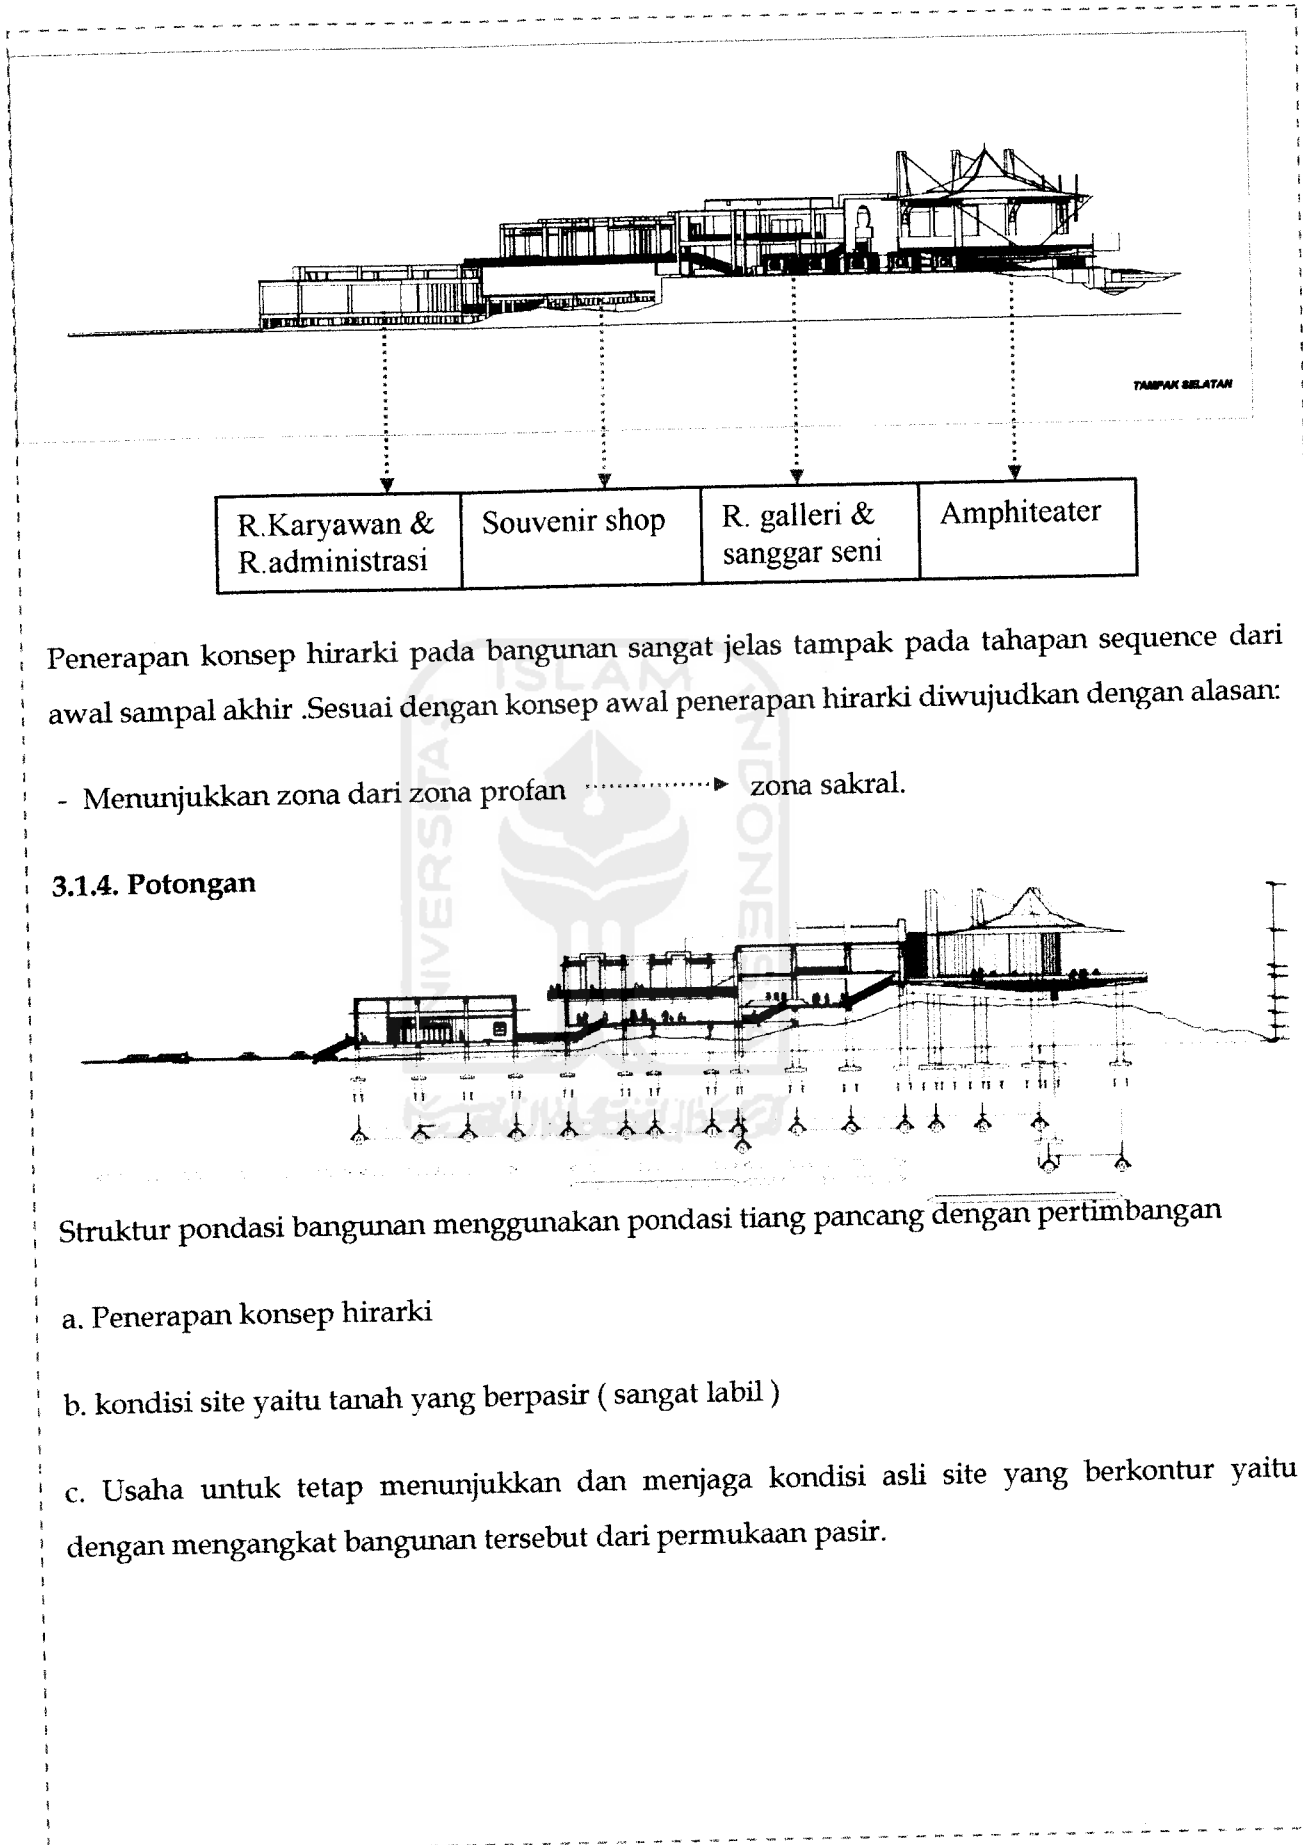 TAMPAK SELATAN
R.Karyawan &
R.administrasi
Souvenir shop
R. galleri &
sanggar seni
Amphiteater
Penerapan konsep hirarki pada bangunan sangat jelas tampak pada tahapan sequence dari
awal sampal akhir .Sesuai dengan konsep awal penerapan hirarki diwujudkan dengan alasan:
- Menunjukkan zona dari zona profan zona sakral.
3.1.4. Potongan
Struktur pondasi bangunan menggunakan pondasi tiang pancang dengan pertimbangan
a. Penerapan konsep hirarki
b. kondisi site yaitu tanah yang berpasir ( sangat labil )
c. Usaha untuk tetap menunjukkan dan menjaga kondisi asli site yang berkontur yaitu
dengan mengangkat bangunan tersebut dari permukaan pasir.
ISLAM
UNIVERSITAS
INDONESIA